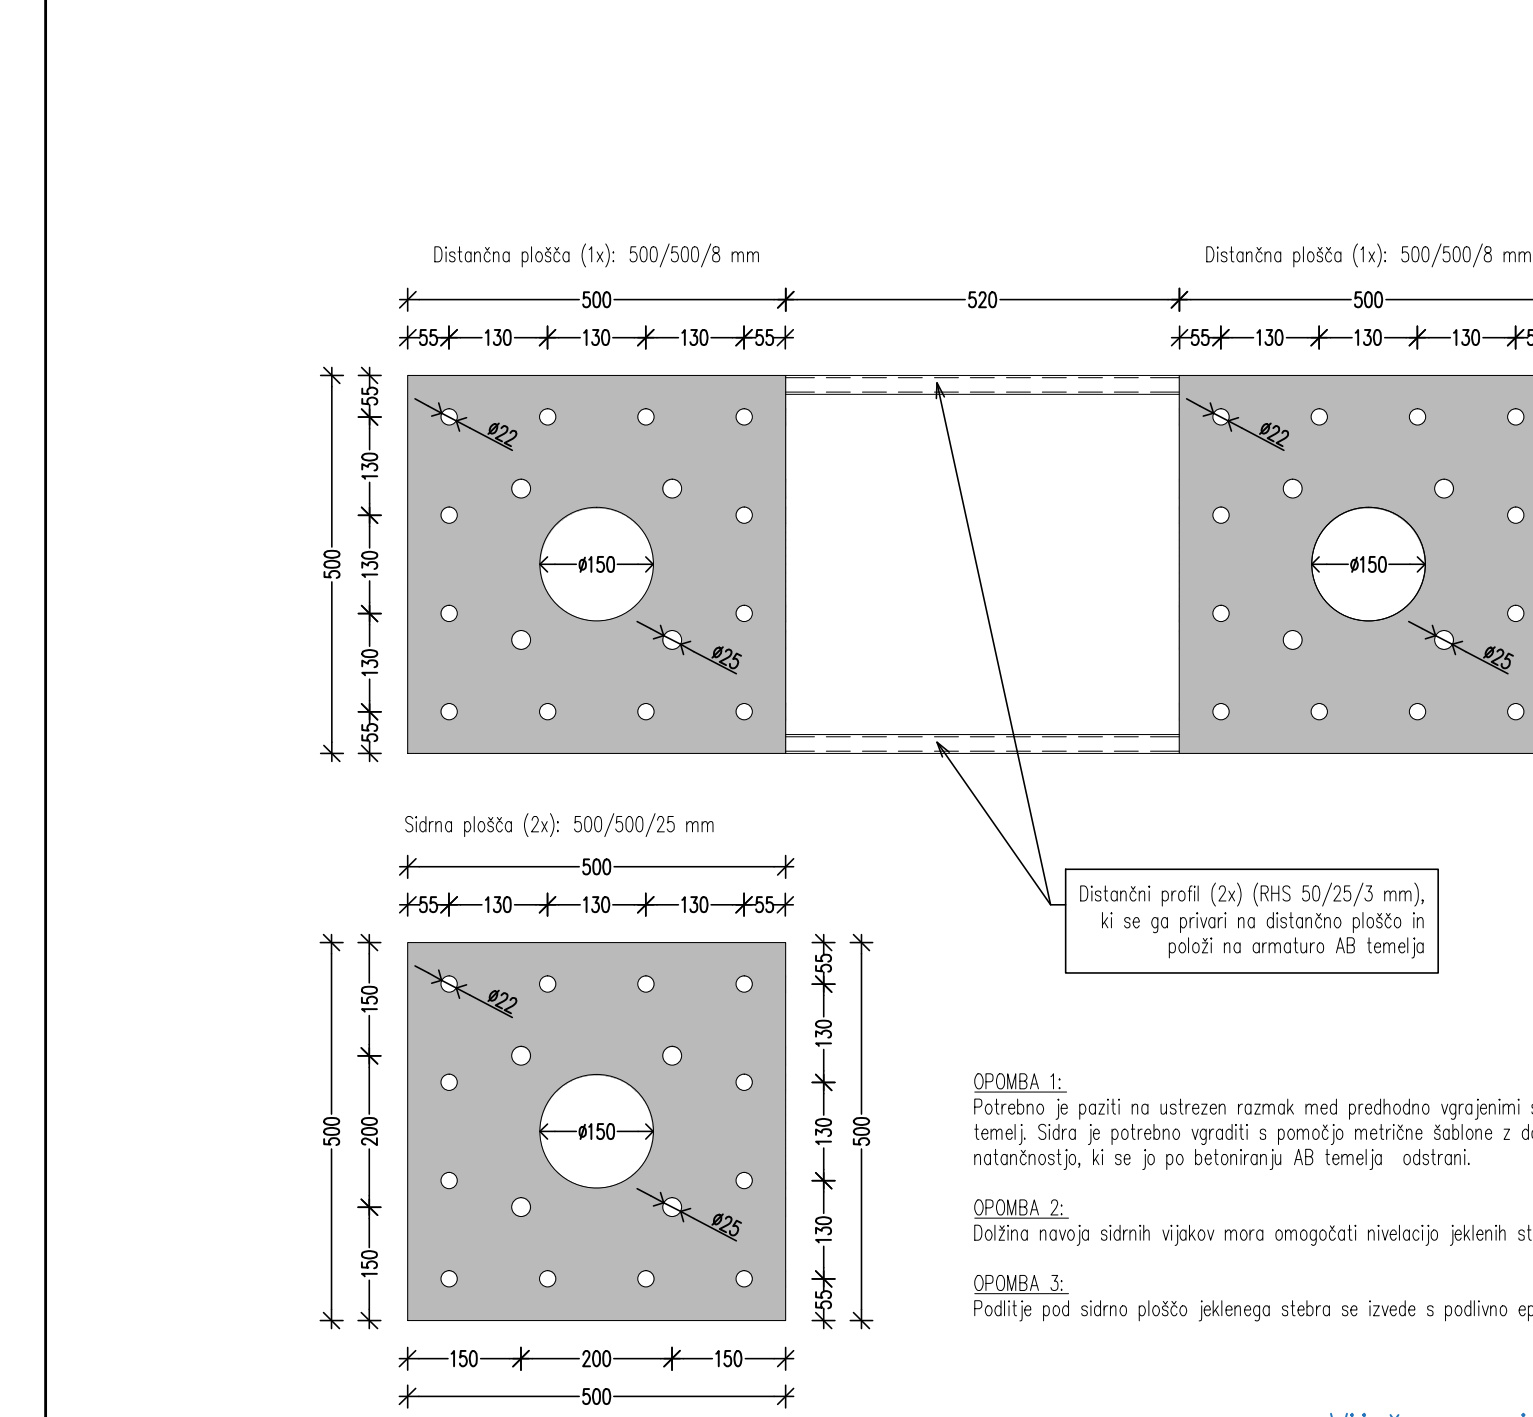 Distančna plošča (1x): 500/500/8 mm
Distančna plošča (1x): 500/500/8 mm
500
520
500
55 130 130 130 55
55 130 130 130
500
55
130
130
130
55
ø22
ø150
ø25
ø22
ø150
ø25
Sidrna plošča (2x): 500/500/25 mm
500
55 130 130 130 55
Distančni profil (2x) (RHS 50/25/3 mm),
ki se ga privari na distančno ploščo in
položi na armaturo AB temelja
500
150
200
150
ø22
ø150
ø25
55
130
130
130
55
500
150 200 150
500
OPOMBA 1:
Potrebno je paziti na ustrezen razmak med predhodno vgrajenimi
temelj. Sidra je potrebno vgraditi s pomočjo metrične šablone z
natančnostjo, ki se jo po betoniranju AB temelja odstrani.
OPOMBA 2:
Dolžina navoja sidrnih vijakov mora omogočati nivelacijo jeklenih
OPOMBA 3:
Podlitje pod sidrno ploščo jeklenega stebra se izvede s podlivno